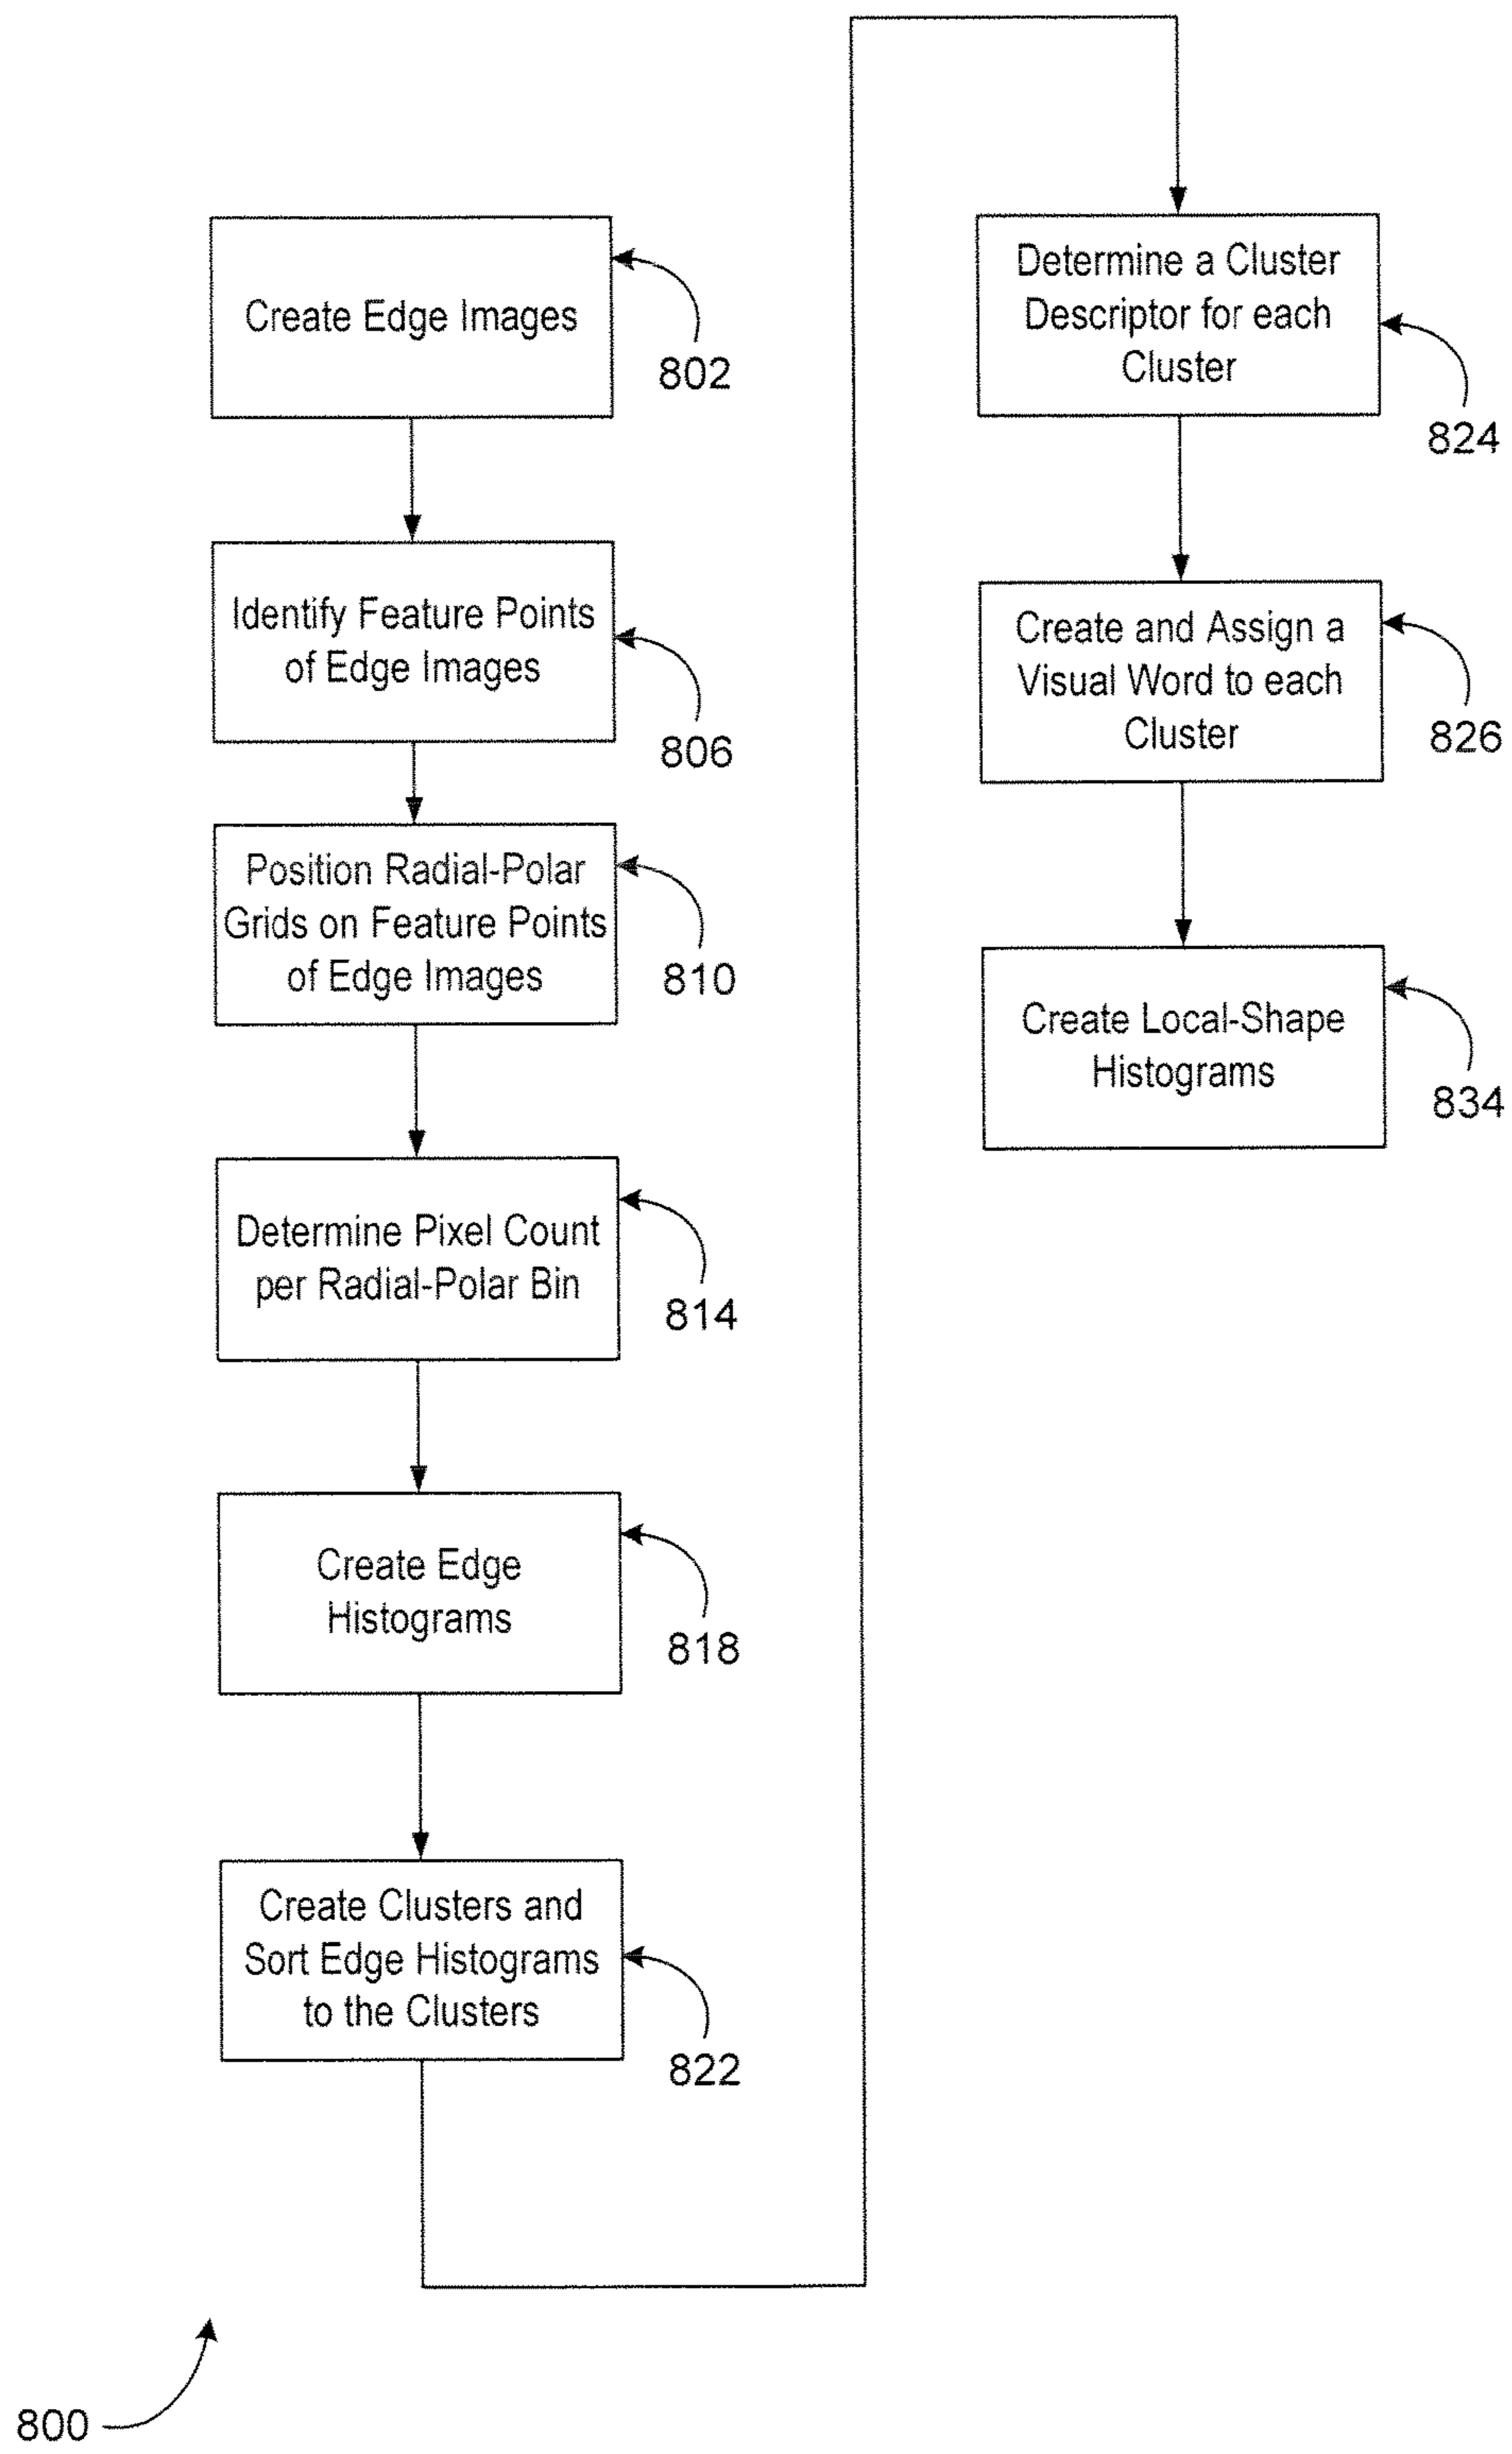 Create Edge Images
802
Identify Feature Points
of Edge Images
806
Position Radial-Polar
Grids on Feature Points
of Edge Images
810
Determine Pixel Count
per Radial-Polar Bin
814
Create Edge
Histograms
818
Create Clusters and
Sort Edge Histograms
to the Clusters
822
Determine a Cluster
Descriptor for each
Cluster
824
Create and Assign a
Visual Word to each
Cluster
826
Create Local-Shape
Histograms
834
800